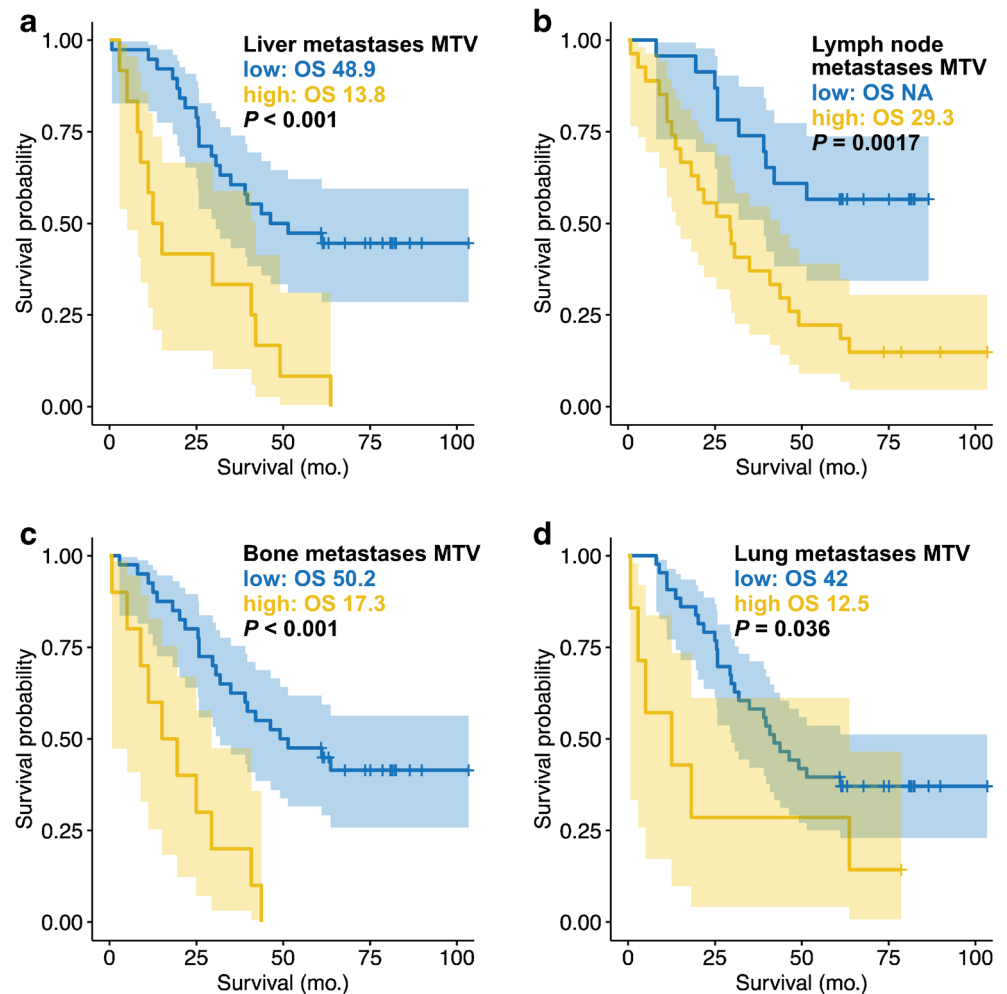 a
Liver metastases MTV
low: OS 48.9
high: OS 13.8
P < 0.001
Survival probability
1.00
0.75
0.50
0.25
0.00
0 25 50 75 100
Survival (mo.)
b
Lymph node
metastases MTV
low: OS NA
high: OS 29.3
P = 0.0017
Survival probability
1.00
0.75
0.50
0.25
0.00
0 25 50 75 100
Survival (mo.)
c
Bone metastases MTV
low: OS 50.2
high: OS 17.3
P < 0.001
Survival probability
1.00
0.75
0.50
0.25
0.00
0 25 50 75 100
Survival (mo.)
d
Lung metastases MTV
low: OS 42
high OS 12.5
P = 0.036
Survival probability
1.00
0.75
0.50
0.25
0.00
0 25 50 75 100
Survival (mo.)